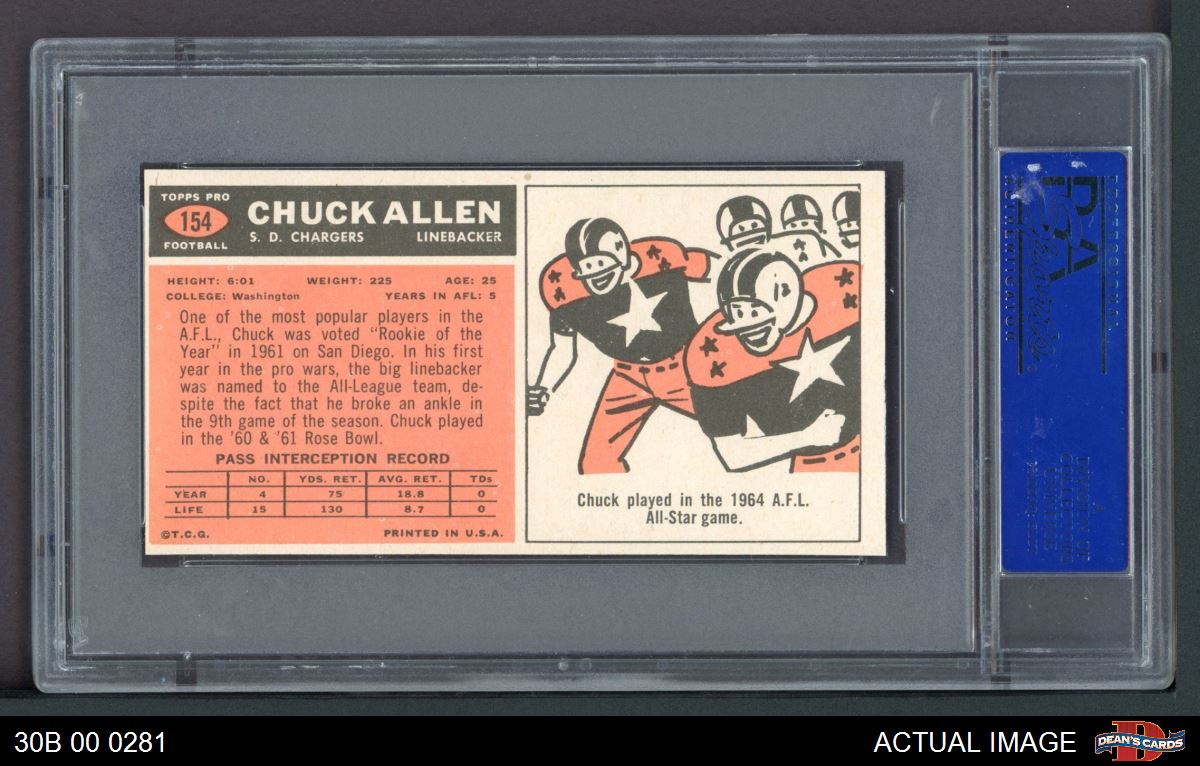 TOPPS PRO
154
FOOTBALL
CHUCK ALLEN
S. D. CHARGERS LINEBACKER
HEIGHT: 6:01 WEIGHT: 225 AGE: 25
COLLEGE: Washington YEARS IN AFL: 5
One of the most popular players in the
A.F.L., Chuck was voted "Rookie of the
Year" in 1961 on San Diego. In his first
year in the pro wars, the big linebacker
was named to the All-League team, de-
spite the fact that he broke an ankle in
the 9th game of the season. Chuck played
in the '60 & '61 Rose Bowl.
PASS INTERCEPTION RECORD
NO. YDS. RET. AVG. RET. TDs
YEAR 4 75 18.8 0
LIFE 15 130 8.7 0
©T.C.G. PRINTED IN U.S.A.
Chuck played in the 1964 A.F.L.
All-Star game.
PSA
30B 00 0281
ACTUAL IMAGE
D
DEAN'S CARDS